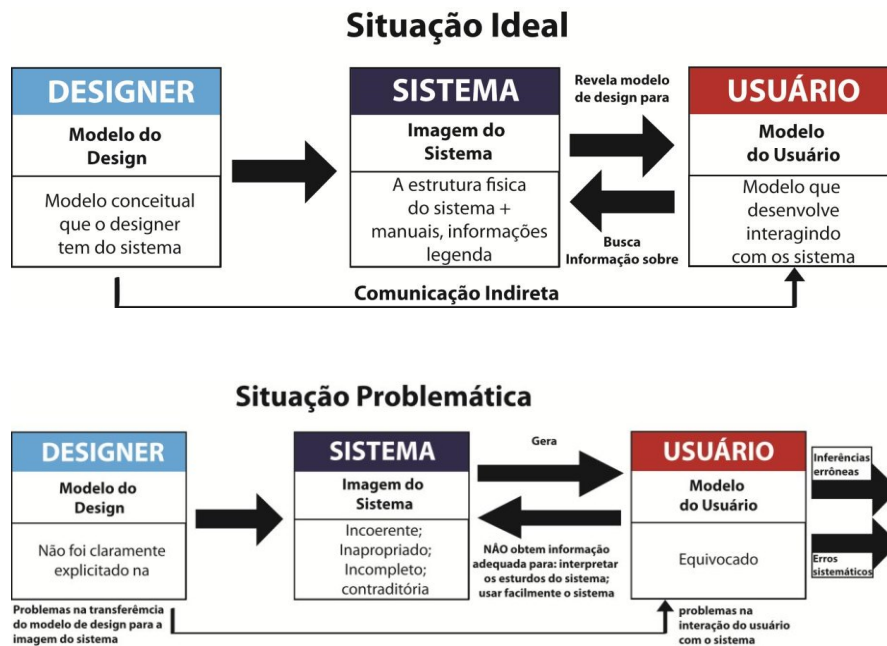 Situação Ideal
DESIGNER
Modelo do
Design
Modelo conceitual
que o designer
tem do sistema
SISTEMA
Imagem do
Sistema
A estrutura fisica
do sistema +
manuais, informações
legenda
Revela modelo
de design para
Busca
Informação sobre
USUÁRIO
Modelo
do Usuário
Modelo que
desenvolve
interagindo
com os sistema
Comunicação Indireta
Situação Problemática
DESIGNER
Modelo do
Design
Não foi claramente
explicitado na
Problemas na transferêmcia
do modelo de design para a
imagem do sistema
SISTEMA
Imagem do
Sistema
Incoerente;
Inapropriado;
Incompleto;
contraditória
Gera
NÃO obtem informação
adequada para: interpretar
os esturdos do sistema;
usar facilmente o sistema
USUÁRIO
Modelo
do Usuário
Equivocado
problemas na
interação do usuário
com o sistema
Inferências
errôneas
Erros
sistemáticos